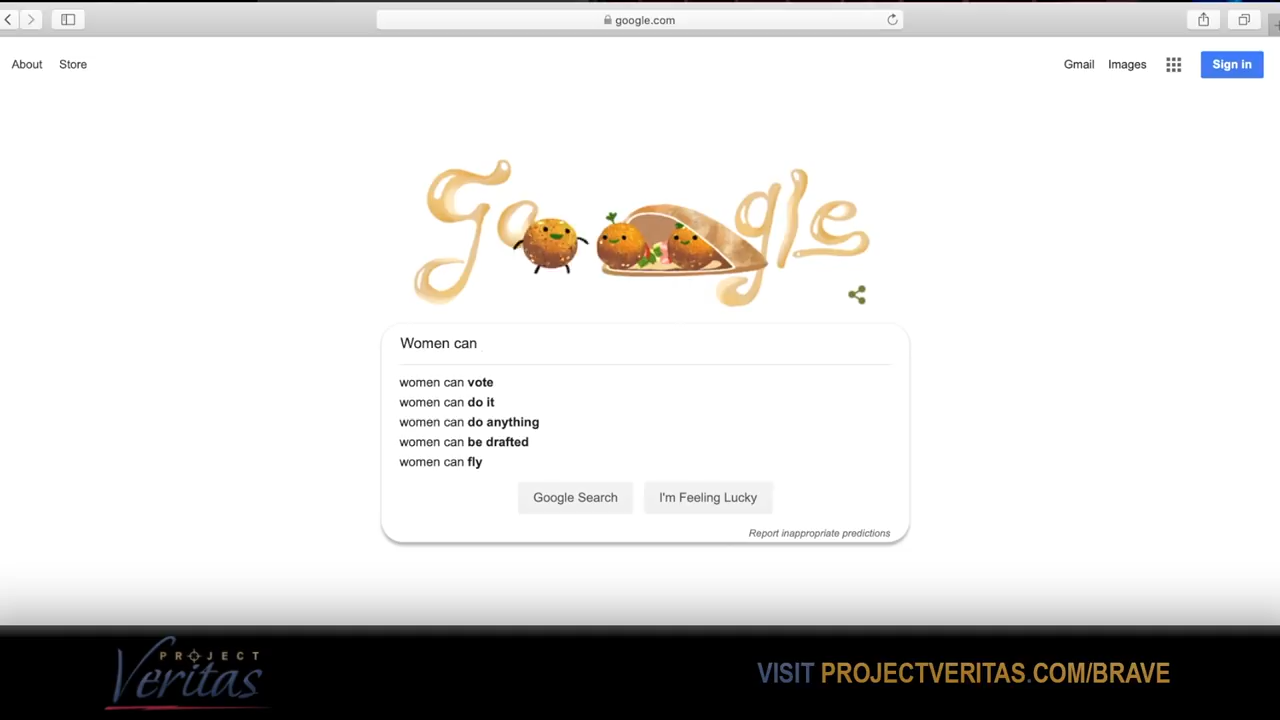 google.com
About Store Gmail Images Sign in
Google
Women can
women can vote
women can do it
women can do anything
women can be drafted
women can fly
Google Search I'm Feeling Lucky
Report inappropriate predictions
PROJECT
Veritas
VISIT PROJECTVERITAS.COM/BRAVE